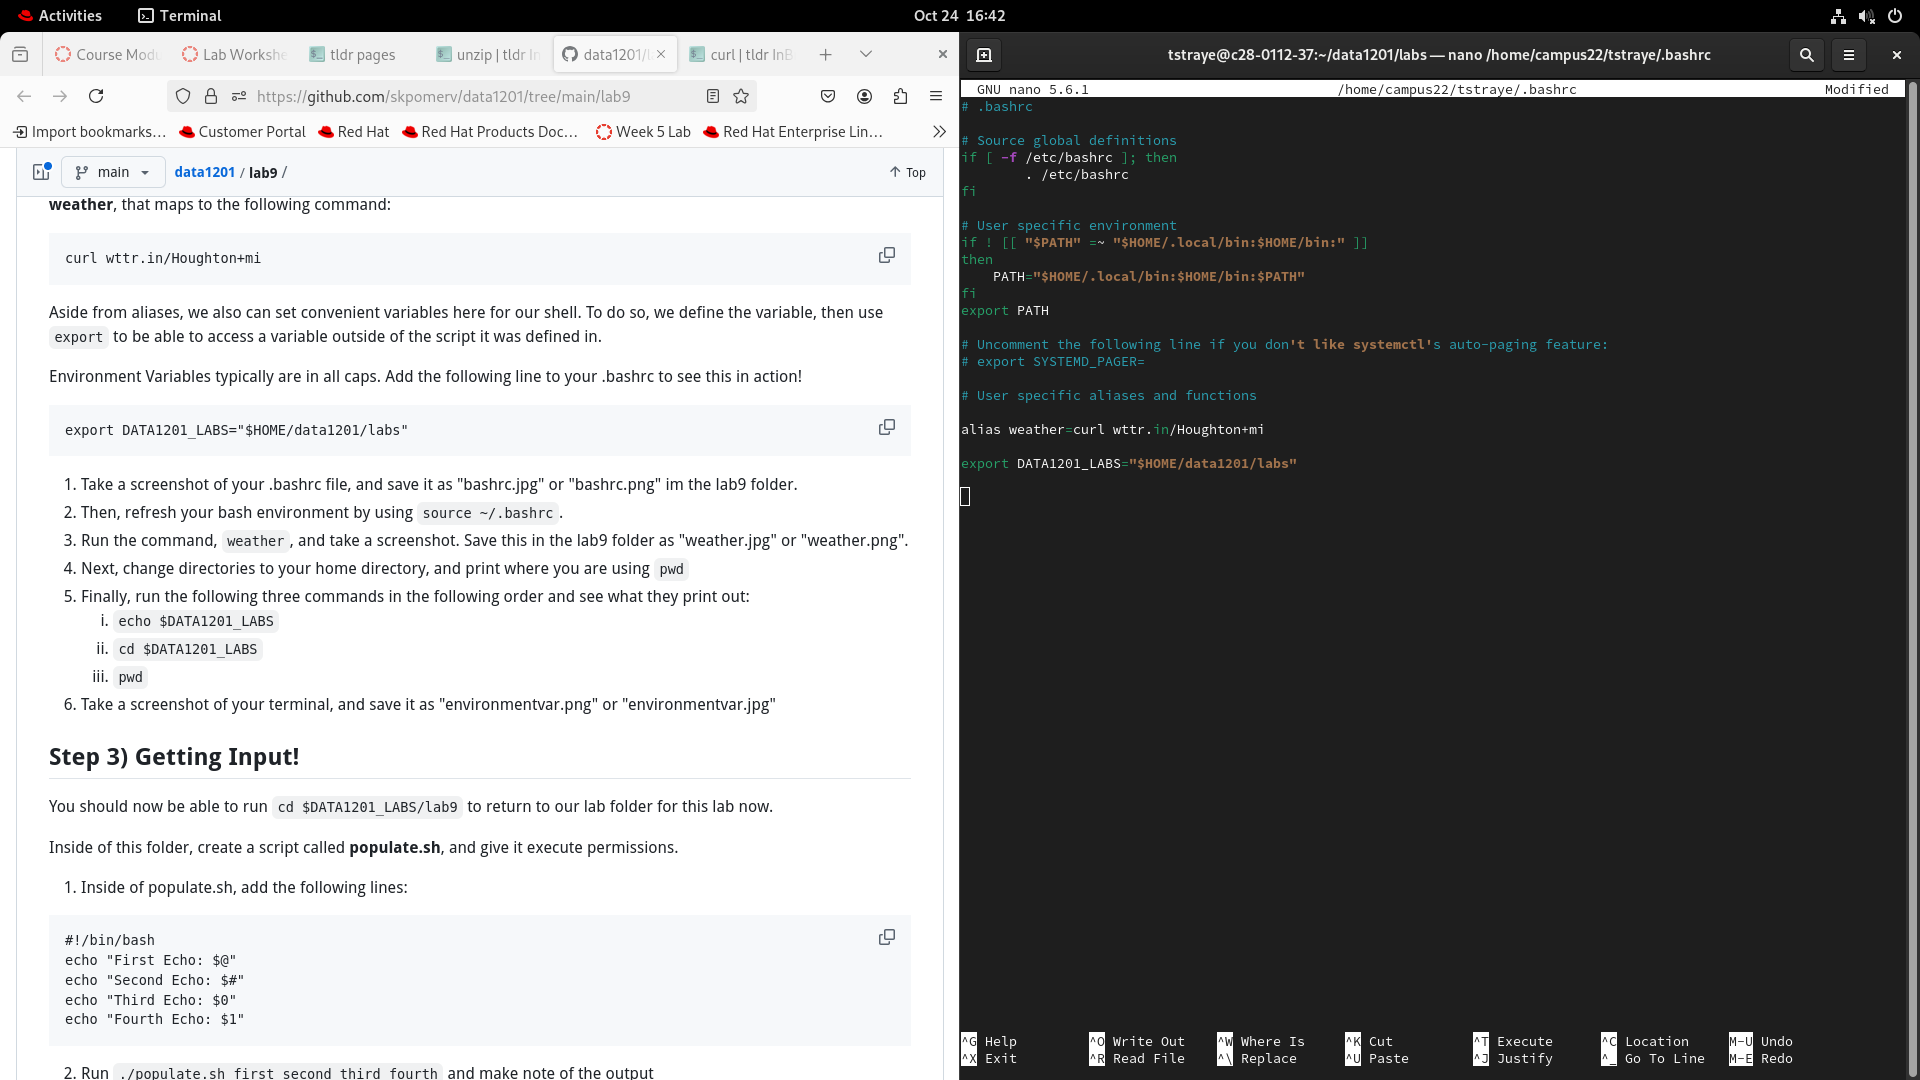 Activities
Terminal
Oct 24 16:42
Course Modu
Lab Workshe
tldr pages
unzip | tldr In
data1201/l
curl | tldr InB
https://github.com/skpomerv/data1201/tree/main/lab9
Import bookmarks...
Customer Portal
Red Hat
Red Hat Products Doc...
Week 5 Lab
Red Hat Enterprise Lin...
main
data1201 / lab9 /
Top
weather, that maps to the following command:
curl wttr.in/Houghton+mi
Aside from aliases, we also can set convenient variables here for our shell. To do so, we define the variable, then use
export to be able to access a variable outside of the script it was defined in.
Environment Variables typically are in all caps. Add the following line to your .bashrc to see this in action!
export DATA1201_LABS="$HOME/data1201/labs"
1. Take a screenshot of your .bashrc file, and save it as "bashrc.jpg" or "bashrc.png" im the lab9 folder.
2. Then, refresh your bash environment by using source ~/.bashrc.
3. Run the command, weather, and take a screenshot. Save this in the lab9 folder as "weather.jpg" or "weather.png".
4. Next, change directories to your home directory, and print where you are using pwd
5. Finally, run the following three commands in the following order and see what they print out:
i. echo $DATA1201_LABS
ii. cd $DATA1201_LABS
iii. pwd
6. Take a screenshot of your terminal, and save it as "environmentvar.png" or "environmentvar.jpg"
Step 3) Getting Input!
You should now be able to run cd $DATA1201_LABS/lab9 to return to our lab folder for this lab now.
Inside of this folder, create a script called populate.sh, and give it execute permissions.
1. Inside of populate.sh, add the following lines:
#!/bin/bash
echo "First Echo: $@"
echo "Second Echo: $#"
echo "Third Echo: $0"
echo "Fourth Echo: $1"
2. Run ./populate.sh first second third fourth and make note of the output
tstraye@c28-0112-37:~/data1201/labs — nano /home/campus22/tstraye/.bashrc
GNU nano 5.6.1 /home/campus22/tstraye/.bashrc Modified
# .bashrc
# Source global definitions
if [ -f /etc/bashrc ]; then
. /etc/bashrc
fi
# User specific environment
if ! [[ "$PATH" =~ "$HOME/.local/bin:$HOME/bin:" ]]
then
PATH="$HOME/.local/bin:$HOME/bin:$PATH"
fi
export PATH
# Uncomment the following line if you don't like systemctl's auto-paging feature:
# export SYSTEMD_PAGER=
# User specific aliases and functions
alias weather=curl wttr.in/Houghton+mi
export DATA1201_LABS="$HOME/data1201/labs"
^G Help ^O Write Out ^W Where Is ^K Cut ^T Execute ^C Location M-U Undo
^X Exit ^R Read File ^\ Replace ^U Paste ^J Justify ^_ Go To Line M-E Redo